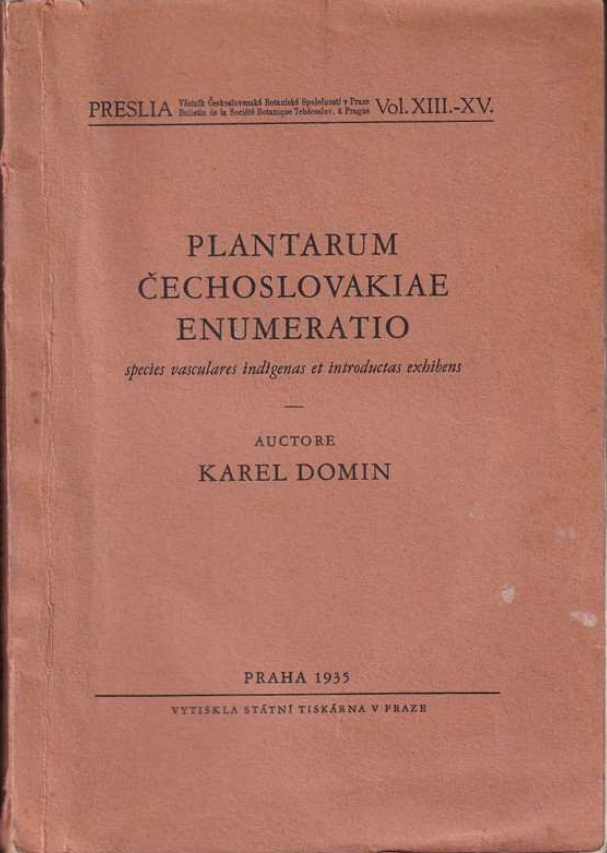 PRESLIA Věstník Československé Botanické Společnosti v Praze Vol. XIII.-XV.
Bulletin de la Société Botanique Tchécoslov. à Prague
PLANTARUM
ČECHOSLOVAKIAE
ENUMERATIO
species vasculares indigenas et introductas exhibens
AUCTORE
KAREL DOMIN
PRAHA 1935
VYTISKLA STÁTNÍ TISKÁRNA V PRAZE